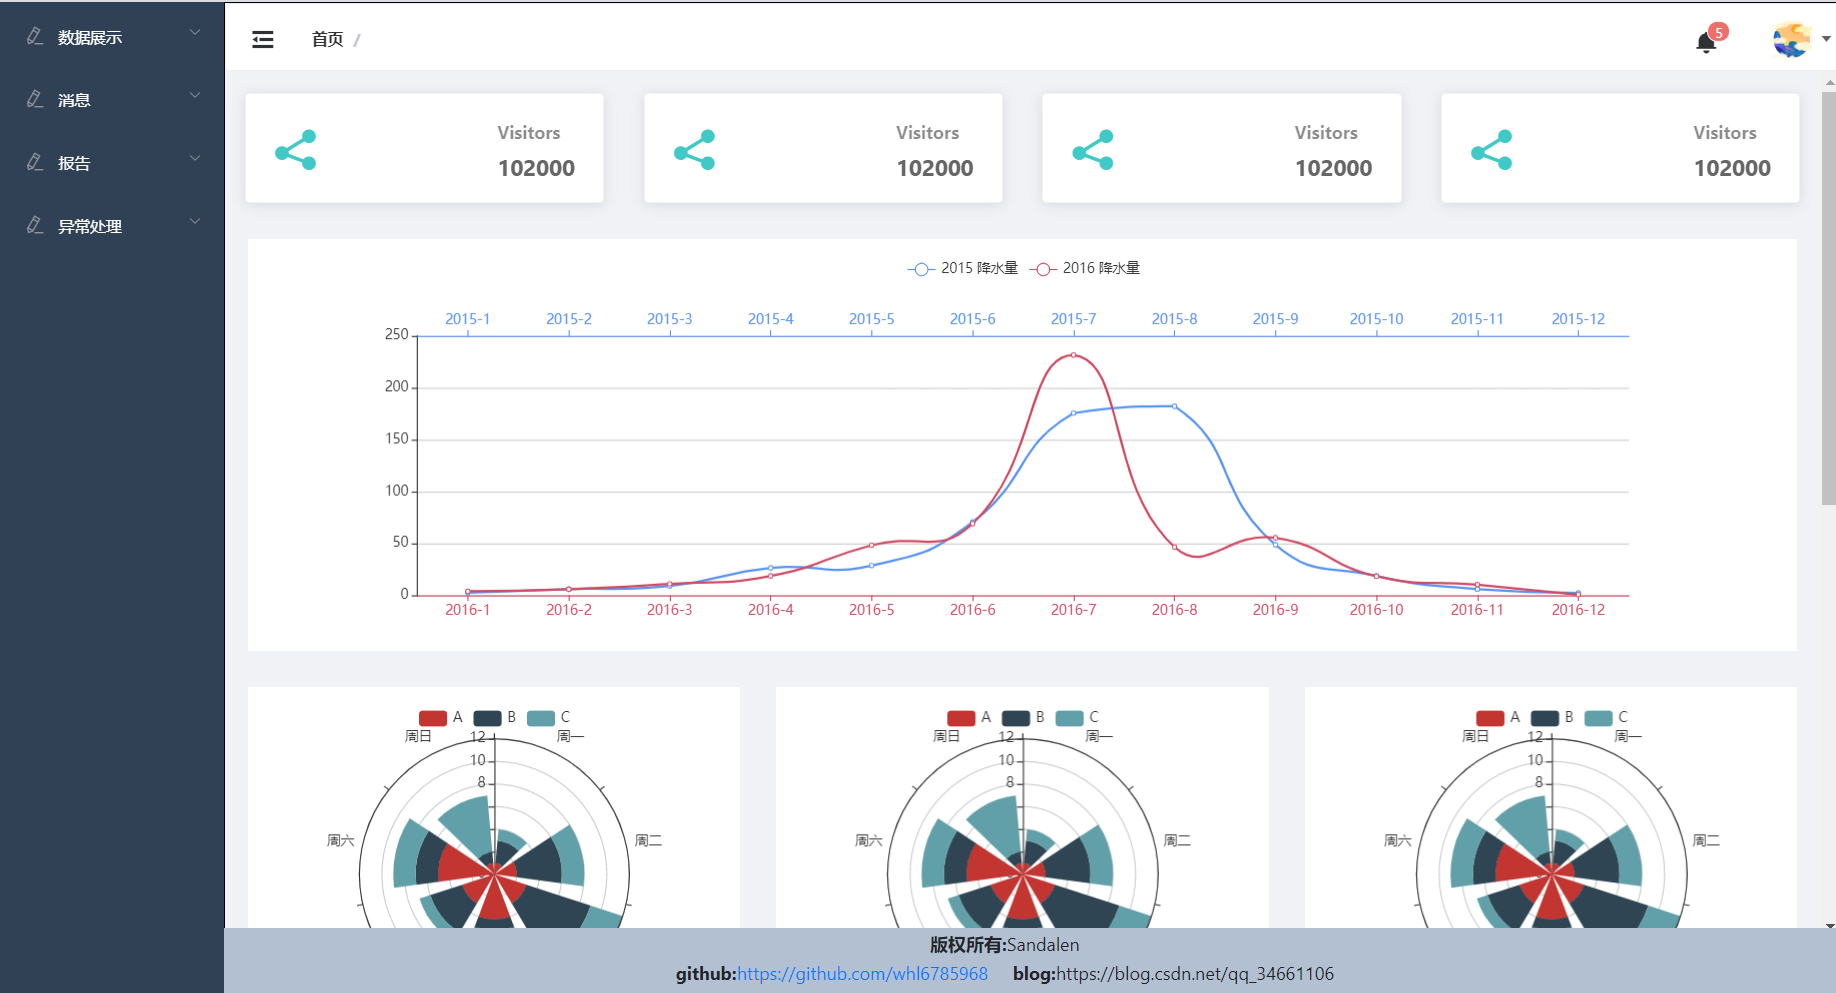 数据展示
消息
报告
异常处理
首页 /
5
Visitors
102000
Visitors
102000
Visitors
102000
Visitors
102000
2015 降水量 2016 降水量
2015-1 2015-2 2015-3 2015-4 2015-5 2015-6 2015-7 2015-8 2015-9 2015-10 2015-11 2015-12
250
200
150
100
50
0
2016-1 2016-2 2016-3 2016-4 2016-5 2016-6 2016-7 2016-8 2016-9 2016-10 2016-11 2016-12
A B C
周日 12 周一
10
8
周六 周二
A B C
周日 12 周一
10
8
周六 周二
A B C
周日 12 周一
10
8
周六 周二
版权所有:Sandalen
github:https://github.com/whl6785968 blog:https://blog.csdn.net/qq_34661106